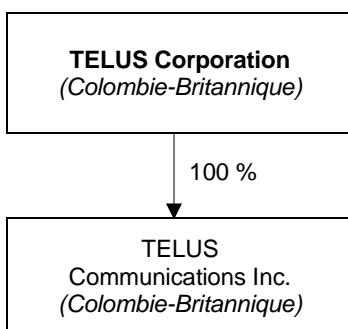 TELUS Corporation
(Colombie-Britannique)
100 %
TELUS
Communications Inc.
(Colombie-Britannique)